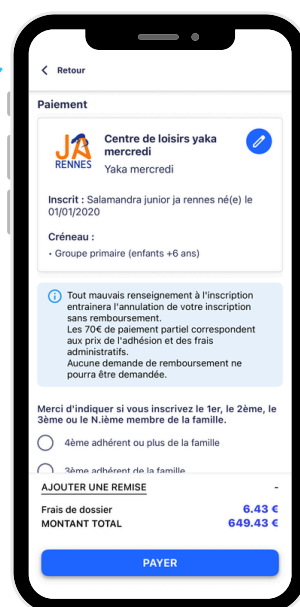 Retour
Paiement
JA
RENNES
Centre de loisirs yaka
mercredi
Yaka mercredi
Inscrit : Salamandra junior ja rennes né(e) le
01/01/2020
Créneau :
• Groupe primaire (enfants +6 ans)
Tout mauvais renseignement à l'inscription
entrainera l'annulation de votre inscription
sans remboursement.
Les 70€ de paiement partiel correspondent
aux prix de l'adhésion et des frais
administratifs.
Aucune demande de remboursement ne
pourra être demandée.
Merci d'indiquer si vous inscrivez le 1er, le 2ème, le
3ème ou le N.ième membre de la famille.
4ème adhérent ou plus de la famille
3ème adhérent de la famille
AJOUTER UNE REMISE -
Frais de dossier 6.43 €
MONTANT TOTAL 649.43 €
PAYER